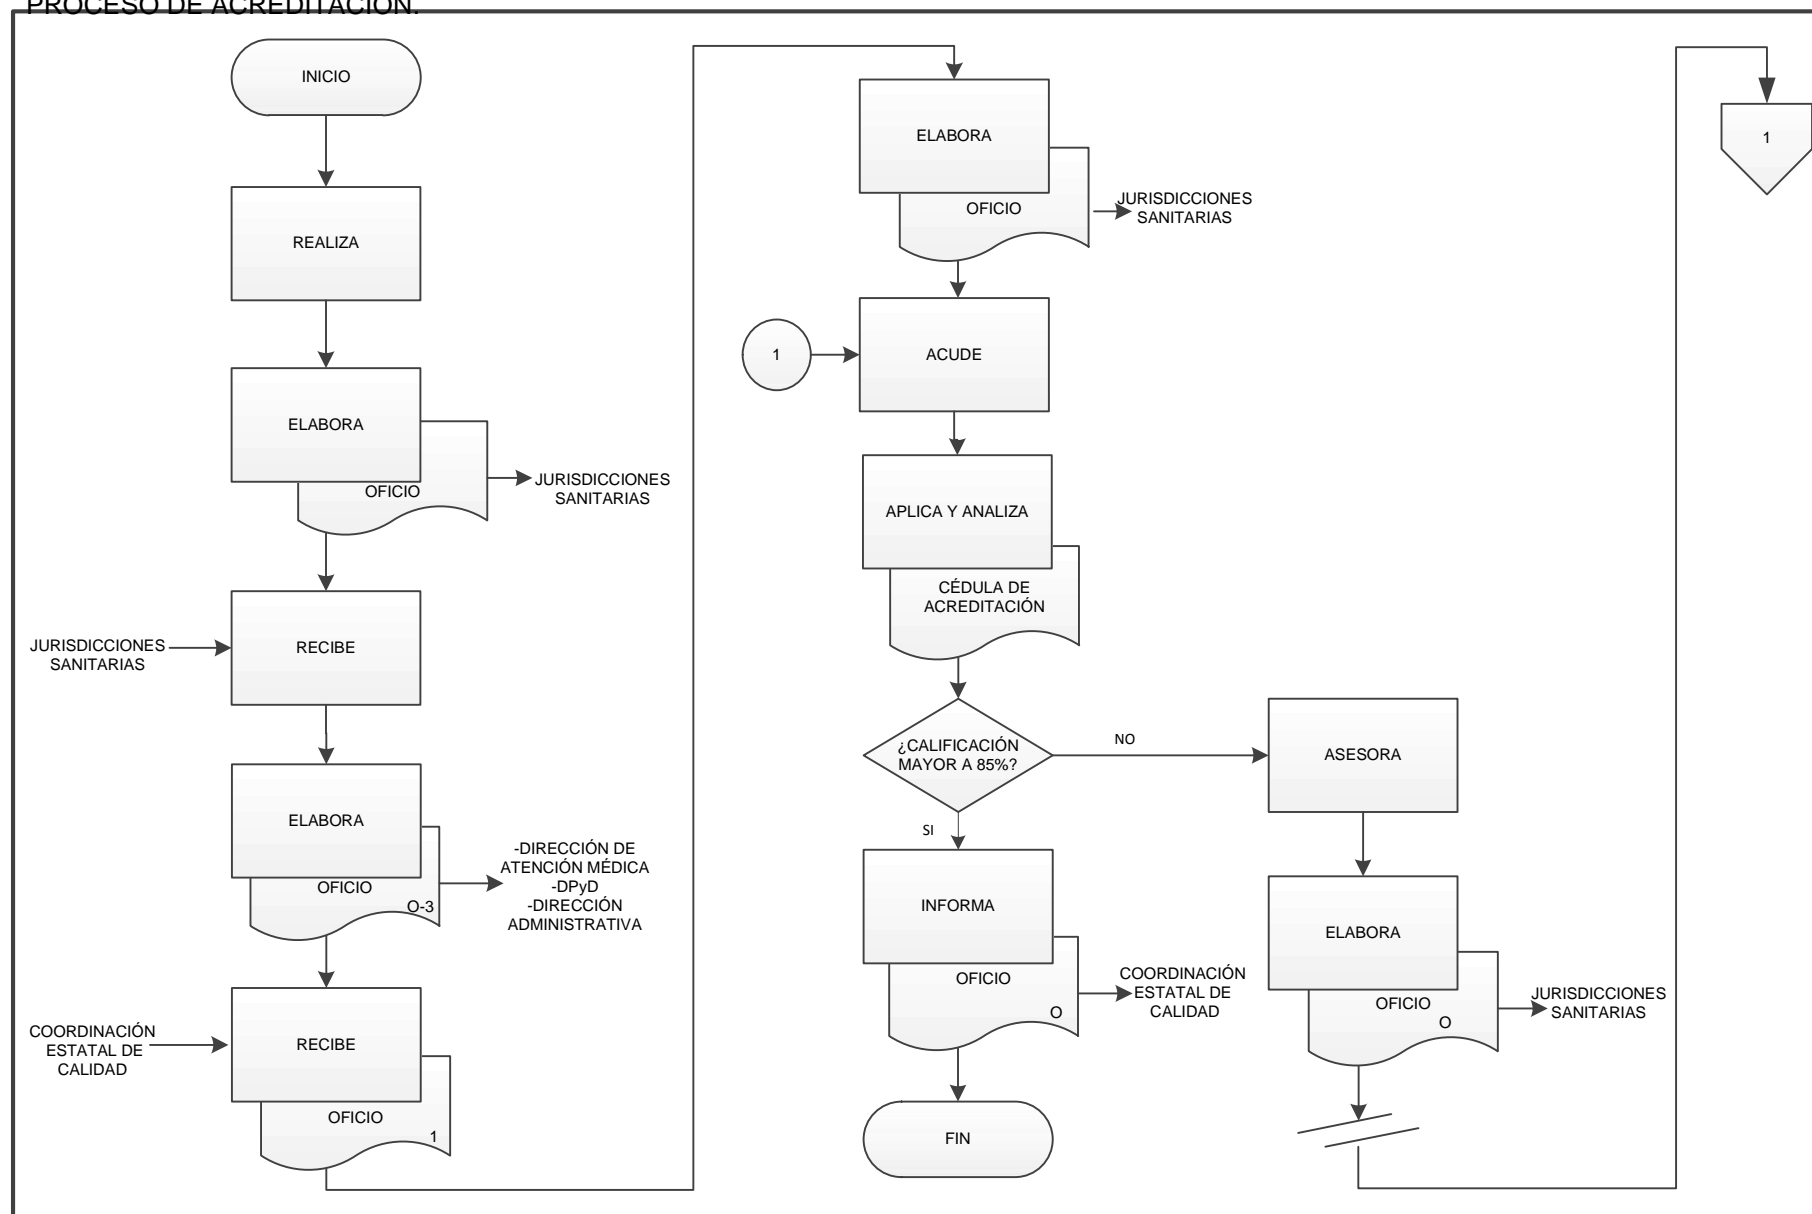 PROCESO DE ACREDITACIÓN.
INICIO
REALIZA
ELABORA
OFICIO
JURISDICCIONES
SANITARIAS
JURISDICCIONES
SANITARIAS
RECIBE
ELABORA
OFICIO
O-3
-DIRECCIÓN DE
ATENCIÓN MÉDICA
-DPyD
-DIRECCIÓN
ADMINISTRATIVA
COORDINACIÓN
ESTATAL DE
CALIDAD
RECIBE
OFICIO
1
ELABORA
OFICIO
JURISDICCIONES
SANITARIAS
1
ACUDE
APLICA Y ANALIZA
CÉDULA DE
ACREDITACIÓN
¿CALIFICACIÓN
MAYOR A 85%?
NO
SI
INFORMA
OFICIO
O
COORDINACIÓN
ESTATAL DE
CALIDAD
FIN
ASESORA
ELABORA
OFICIO
O
JURISDICCIONES
SANITARIAS
1